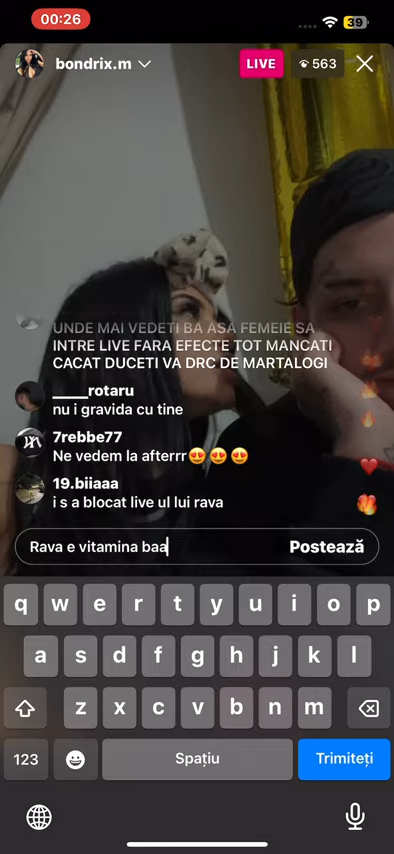 00:26
39
bondrix.m
LIVE
563
UNDE MAI VEDETI BA ASA FEMEIE SA
INTRE LIVE FARA EFECTE TOT MANCATI
CACAT DUCETI VA DRC DE MARTALOGI
____rotaru
nu i gravida cu tine
7rebbe77
Ne vedem la afterrr😍😍😍
19.biiaaa
i s a blocat live ul lui rava
Rava e vitamina baa
Postează
q w e r t y u i o p
a s d f g h j k l
z x c v b n m
123
Spațiu
Trimiteți